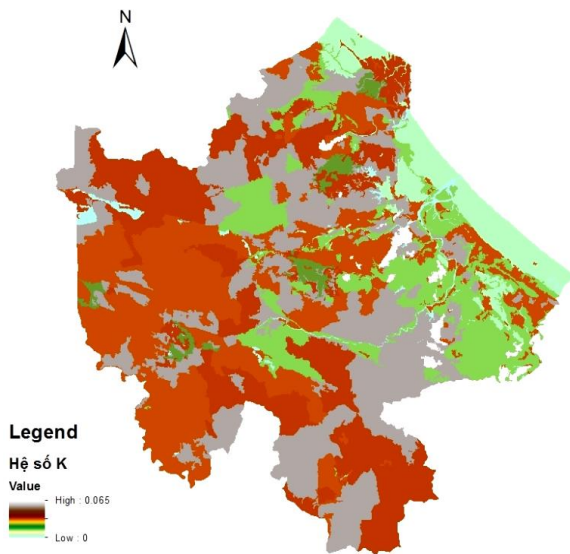 N
Legend
Hệ số K
Value
High : 0.065
Low : 0